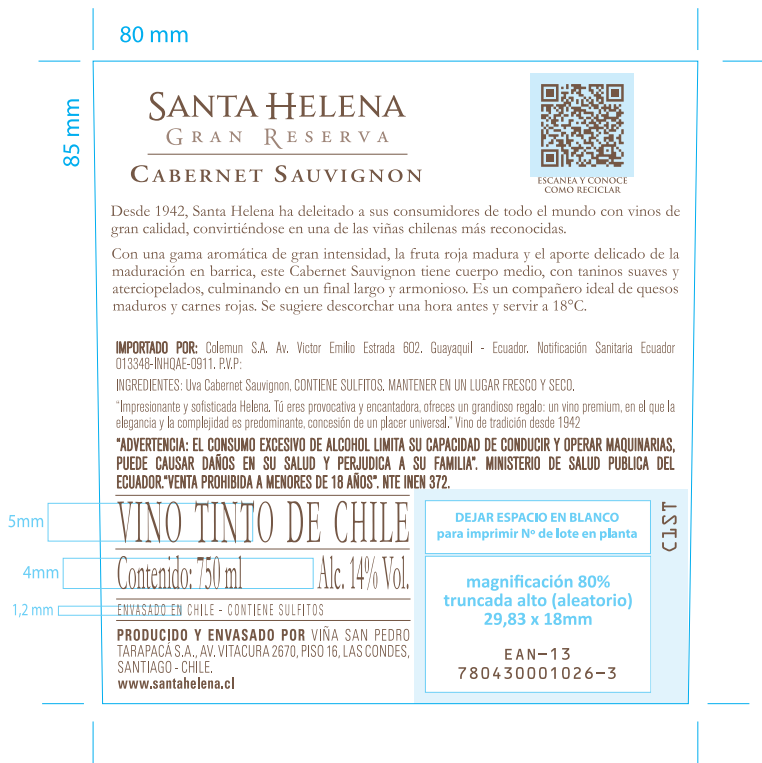 80 mm
85 mm
SANTA HELENA
GRAN RESERVA
CABERNET SAUVIGNON
ESCANEA Y CONOCE
COMO RECICLAR
Desde 1942, Santa Helena ha deleitado a sus consumidores de todo el mundo con vinos de
gran calidad, convirtiéndose en una de las viñas chilenas más reconocidas.
Con una gama aromática de gran intensidad, la fruta roja madura y el aporte delicado de la
maduración en barrica, este Cabernet Sauvignon tiene cuerpo medio, con taninos suaves y
aterciopelados, culminando en un final largo y armonioso. Es un compañero ideal de quesos
maduros y carnes rojas. Se sugiere descorchar una hora antes y servir a 18°C.
IMPORTADO POR: Colemun S.A. Av. Victor Emilio Estrada 602. Guayaquil - Ecuador. Notificación Sanitaria Ecuador
013348-INHQAE-0911. P.V.P:
INGREDIENTES: Uva Cabernet Sauvignon, CONTIENE SULFITOS. MANTENER EN UN LUGAR FRESCO Y SECO.
“Impresionante y sofisticada Helena. Tú eres provocativa y encantadora, ofreces un grandioso regalo: un vino premium, en el que la
elegancia y la complejidad es predominante, concesión de un placer universal.” Vino de tradición desde 1942
“ADVERTENCIA: EL CONSUMO EXCESIVO DE ALCOHOL LIMITA SU CAPACIDAD DE CONDUCIR Y OPERAR MAQUINARIAS,
PUEDE CAUSAR DAÑOS EN SU SALUD Y PERJUDICA A SU FAMILIA”. MINISTERIO DE SALUD PUBLICA DEL
ECUADOR.“VENTA PROHIBIDA A MENORES DE 18 AÑOS”. NTE INEN 372.
5mm
VINO TINTO DE CHILE
4mm
Contenido: 750 ml Alc. 14% Vol.
1,2 mm
ENVASADO EN CHILE - CONTIENE SULFITOS
PRODUCIDO Y ENVASADO POR VIÑA SAN PEDRO
TARAPACÁ S.A., AV. VITACURA 2670, PISO 16, LAS CONDES,
SANTIAGO - CHILE.
www.santahelena.cl
DEJAR ESPACIO EN BLANCO
para imprimir Nº de lote en planta
C1ST
magnificación 80%
truncada alto (aleatorio)
29,83 x 18mm
EAN-13
780430001026-3